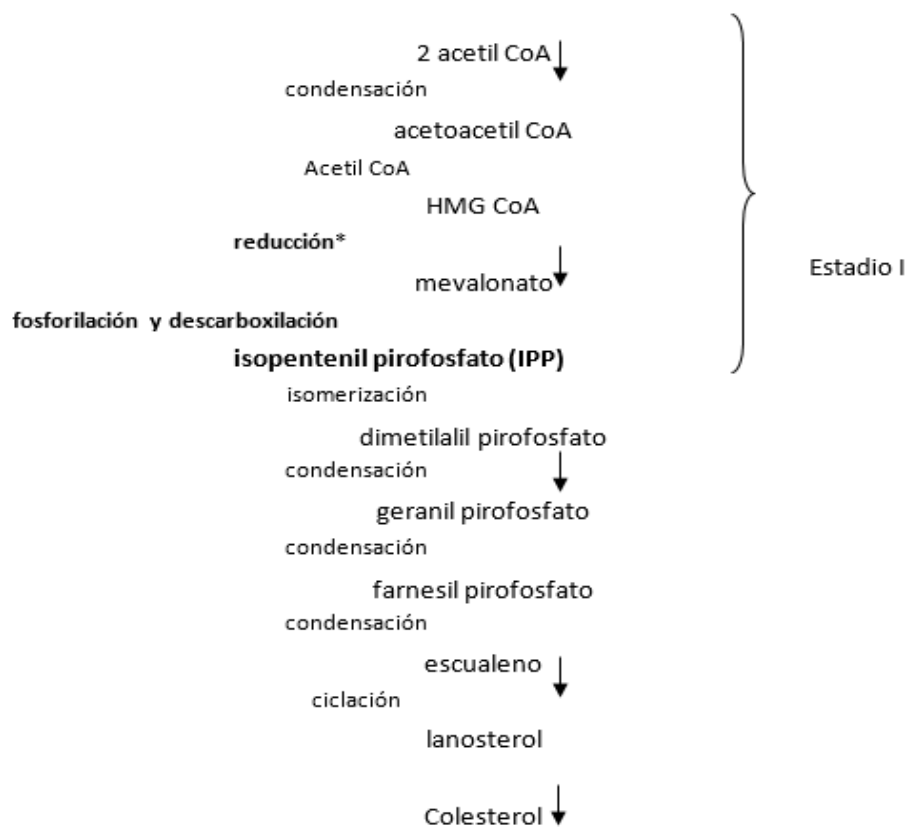 2 acetil CoA
condensación
acetoacetil CoA
Acetil CoA
HMG CoA
reducción*
Estadio I
mevalonato
fosforilación y descarboxilación
isopentenil pirofosfato (IPP)
isomerización
dimetilalil pirofosfato
condensación
geranil pirofosfato
condensación
farnesil pirofosfato
condensación
escualeno
ciclación
lanosterol
Colesterol